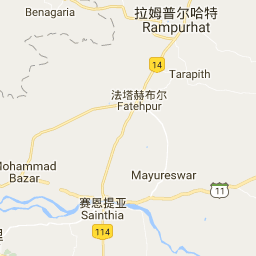 Benagaria
拉姆普尔哈特
Rampurhat
14
Tarapith
法塔赫布尔
Fatehpur
Mohammad
Bazar
Mayureswar
11
赛恩提亚
Sainthia
114
里